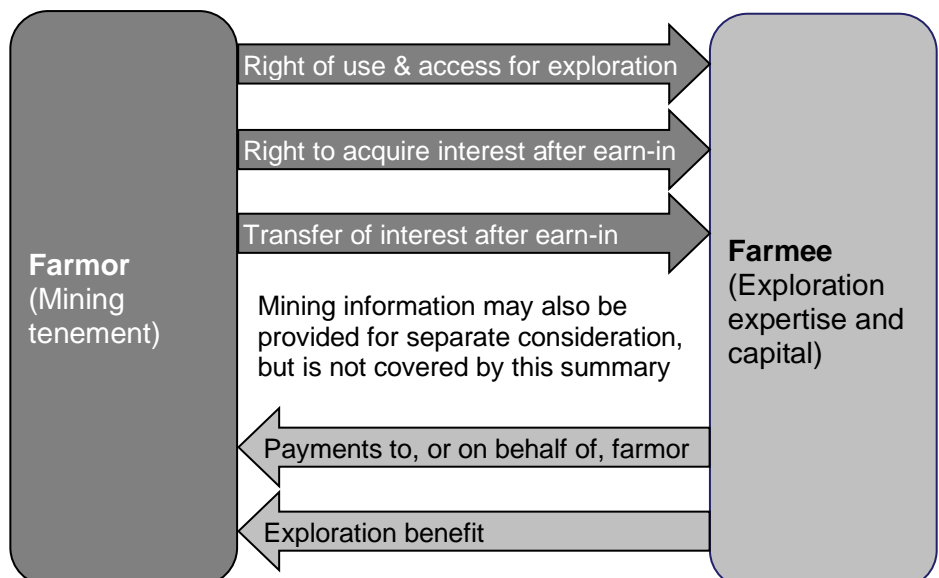 Right of use & access for exploration
Right to acquire interest after earn-in
Transfer of interest after earn-in
Farmor
(Mining
tenement)
Mining information may also be
provided for separate consideration,
but is not covered by this summary
Farmee
(Exploration
expertise and
capital)
Payments to, or on behalf of, farmor
Exploration benefit